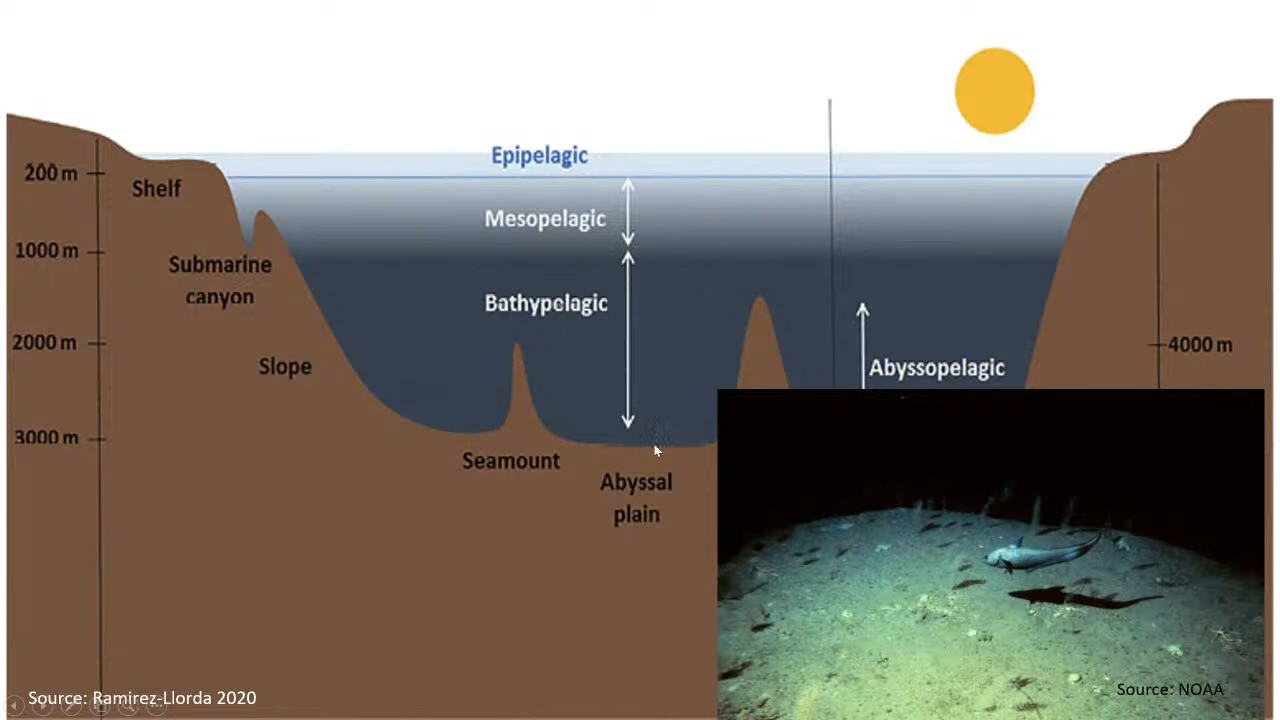 Epipelagic
200 m
Shelf
Mesopelagic
1000 m
Submarine
canyon
Bathypelagic
2000 m
4000 m
Slope
Abyssopelagic
3000 m
Seamount
Abyssal
plain
Source: Ramirez-Llorda 2020
Source: NOAA